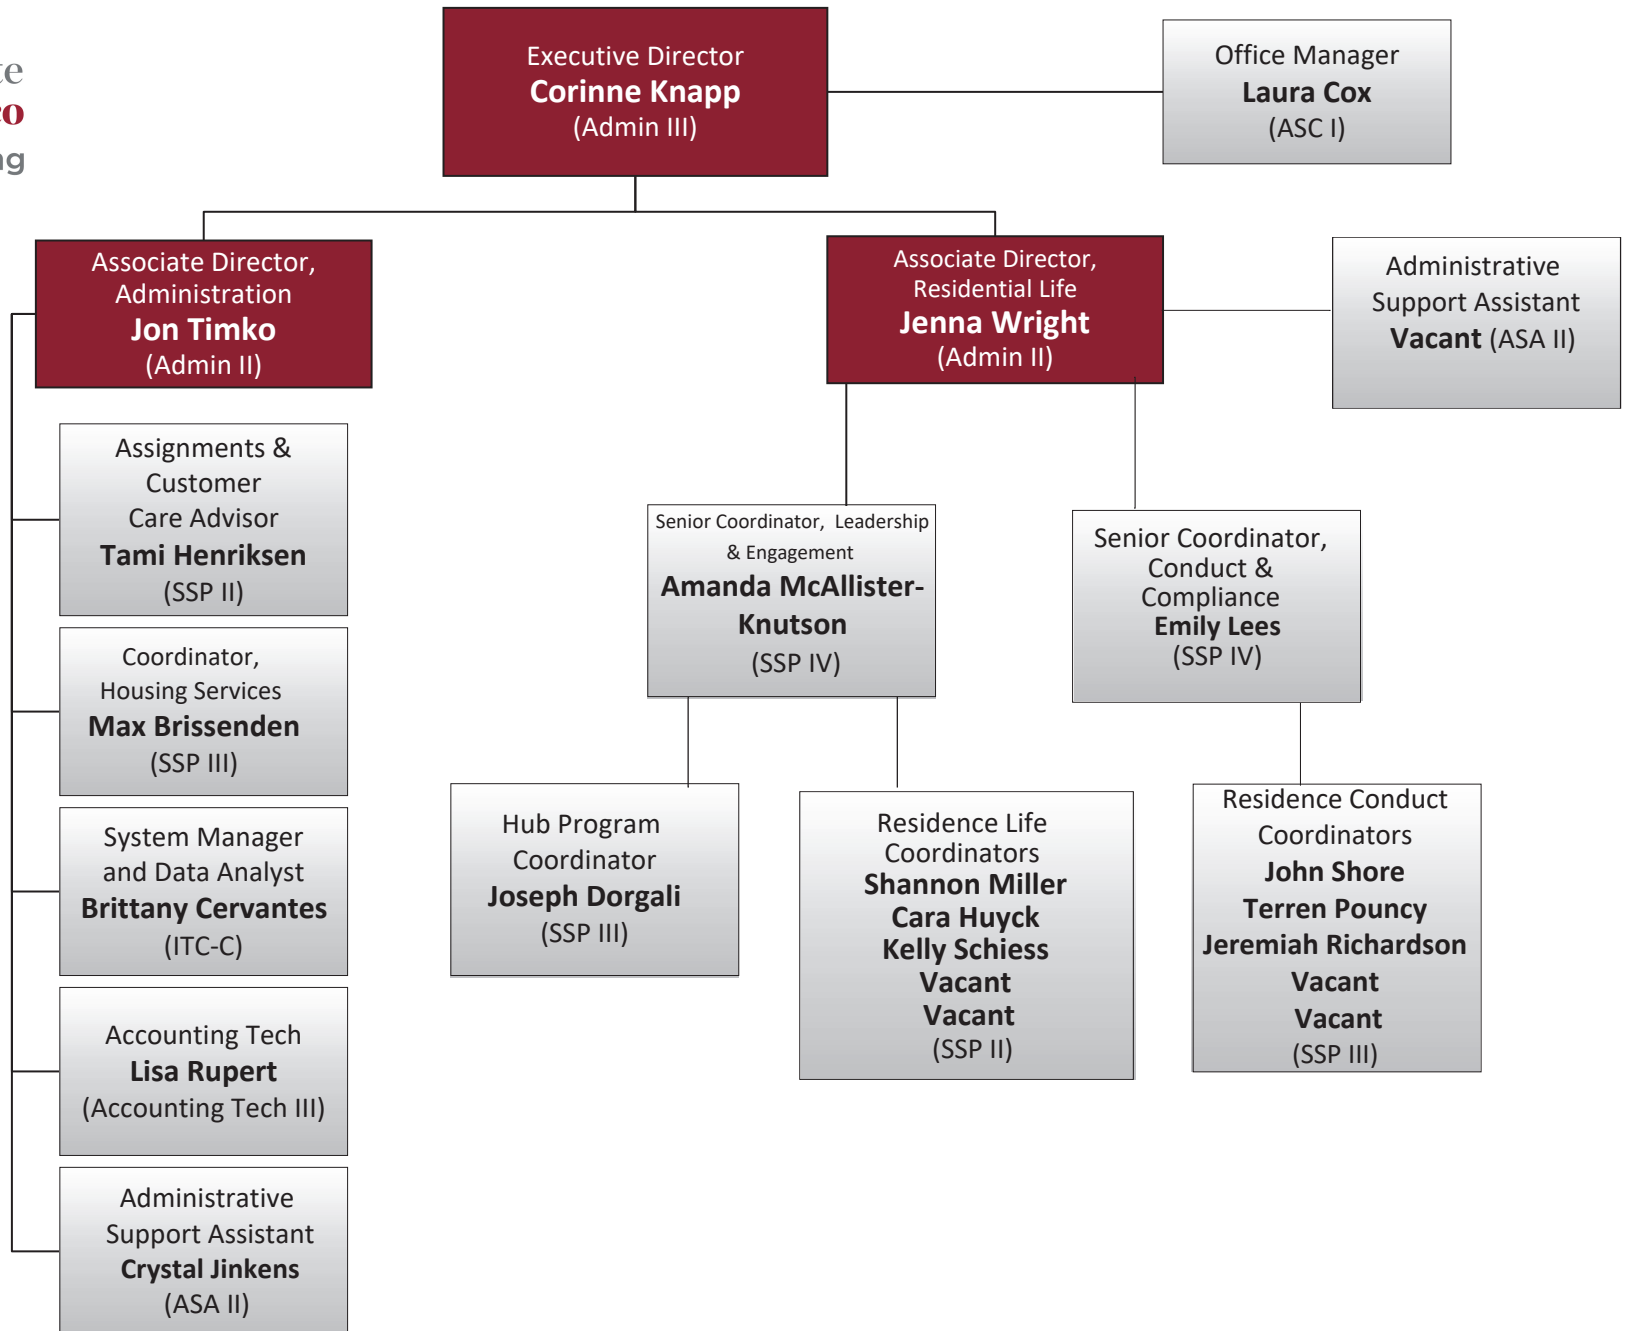 te
co
ng
Executive Director
Corinne Knapp
(Admin III)
Office Manager
Laura Cox
(ASC I)
Associate Director,
Administration
Jon Timko
(Admin II)
Associate Director,
Residential Life
Jenna Wright
(Admin II)
Administrative
Support Assistant
Vacant (ASA II)
Assignments &
Customer
Care Advisor
Tami Henriksen
(SSP II)
Coordinator,
Housing Services
Max Brissenden
(SSP III)
System Manager
and Data Analyst
Brittany Cervantes
(ITC-C)
Accounting Tech
Lisa Rupert
(Accounting Tech III)
Administrative
Support Assistant
Crystal Jinkens
(ASA II)
Senior Coordinator, Leadership
& Engagement
Amanda McAllister-
Knutson
(SSP IV)
Senior Coordinator,
Conduct &
Compliance
Emily Lees
(SSP IV)
Hub Program
Coordinator
Joseph Dorgali
(SSP III)
Residence Life
Coordinators
Shannon Miller
Cara Huyck
Kelly Schiess
Vacant
Vacant
(SSP II)
Residence Conduct
Coordinators
John Shore
Terren Pouncy
Jeremiah Richardson
Vacant
Vacant
(SSP III)